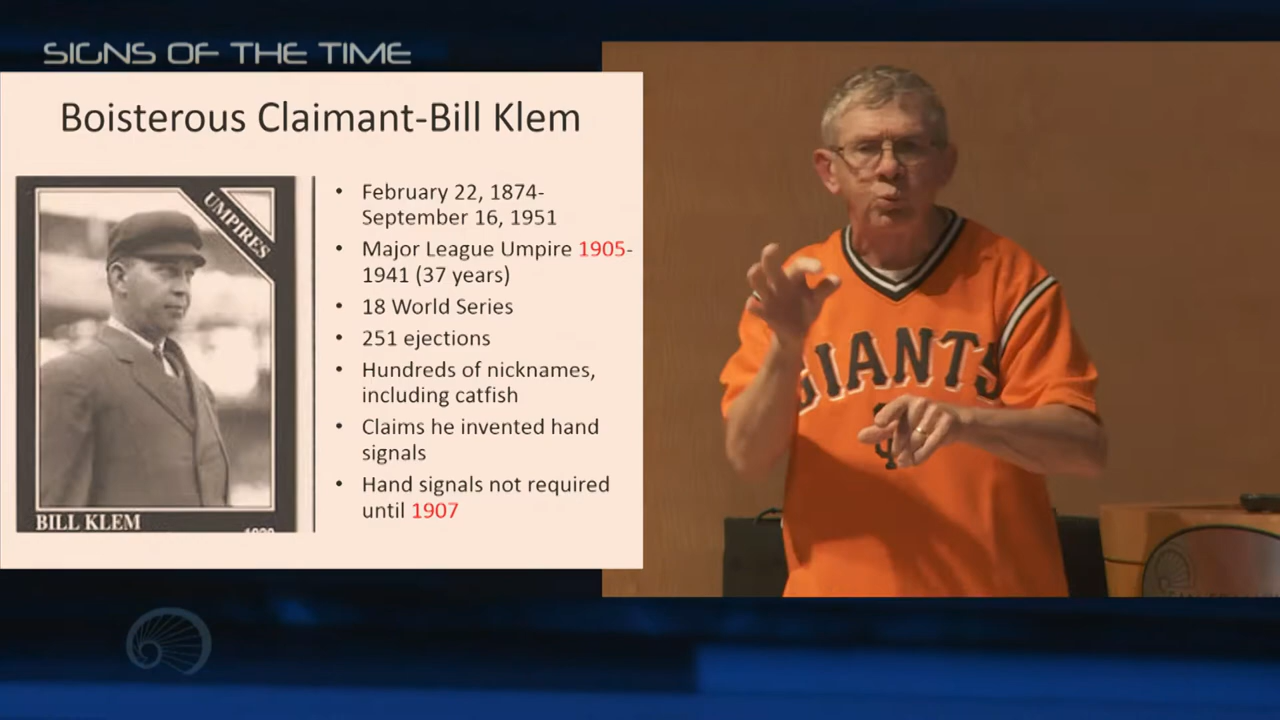 SIGNS OF THE TIME
Boisterous Claimant-Bill Klem
UMPIRES
BILL KLEM
• February 22, 1874-
September 16, 1951
• Major League Umpire 1905-
1941 (37 years)
• 18 World Series
• 251 ejections
• Hundreds of nicknames,
including catfish
• Claims he invented hand
signals
• Hand signals not required
until 1907
GIANTS